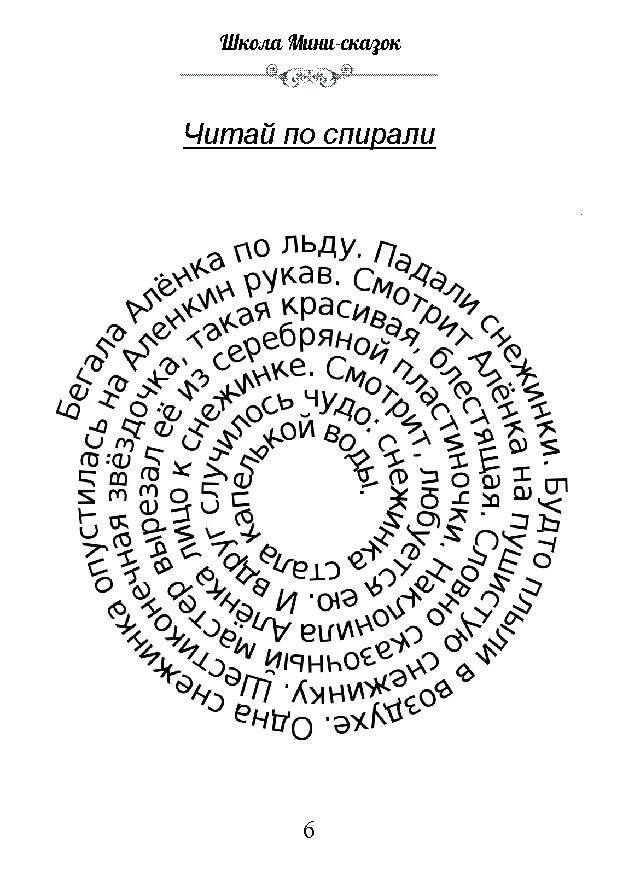 Школа Мини-сказок
Читай по спирали
Бегала Алёнка по льду. Падали снежинки. Будто плыли в воздухе. Одна снежинка опустилась на Аленкин рукав. Смотрит Алёнка на пушистую снежинку. Шестиконечная звёздочка, такая красивая, блестящая. Словно сказочный мастер вырезал её из серебряной пластиночки. Наклонила Алёнка лицо к снежинке. Смотрит, любуется ею. И вдруг случилось чудо: снежинка стала капелькой воды.
6